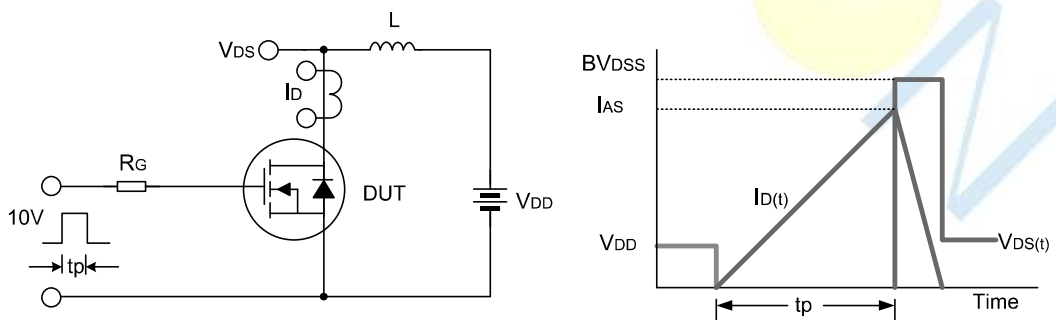 L
VDS
ID
RG
DUT
VDD
10V
tp
BVDSS
IAS
ID(t)
VDD
VDS(t)
tp
Time